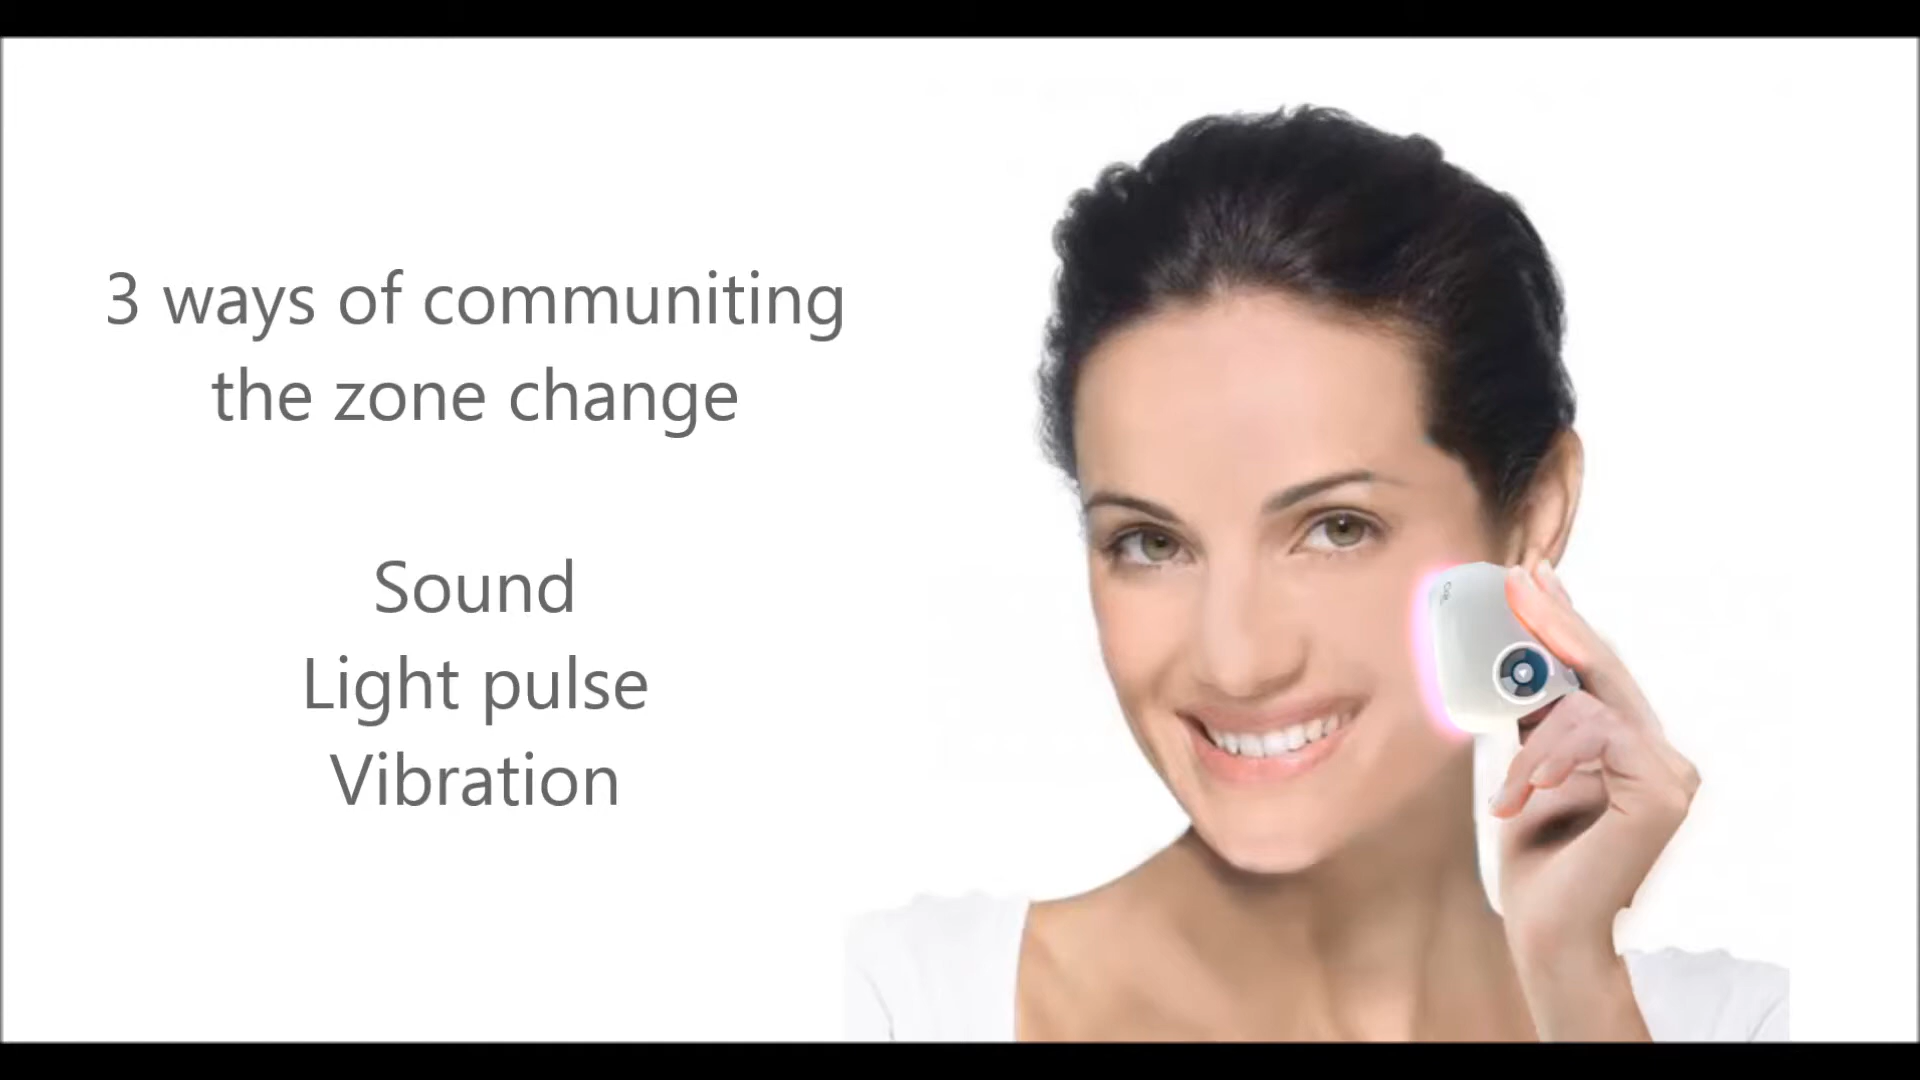 3 ways of communiting
the zone change
Sound
Light pulse
Vibration